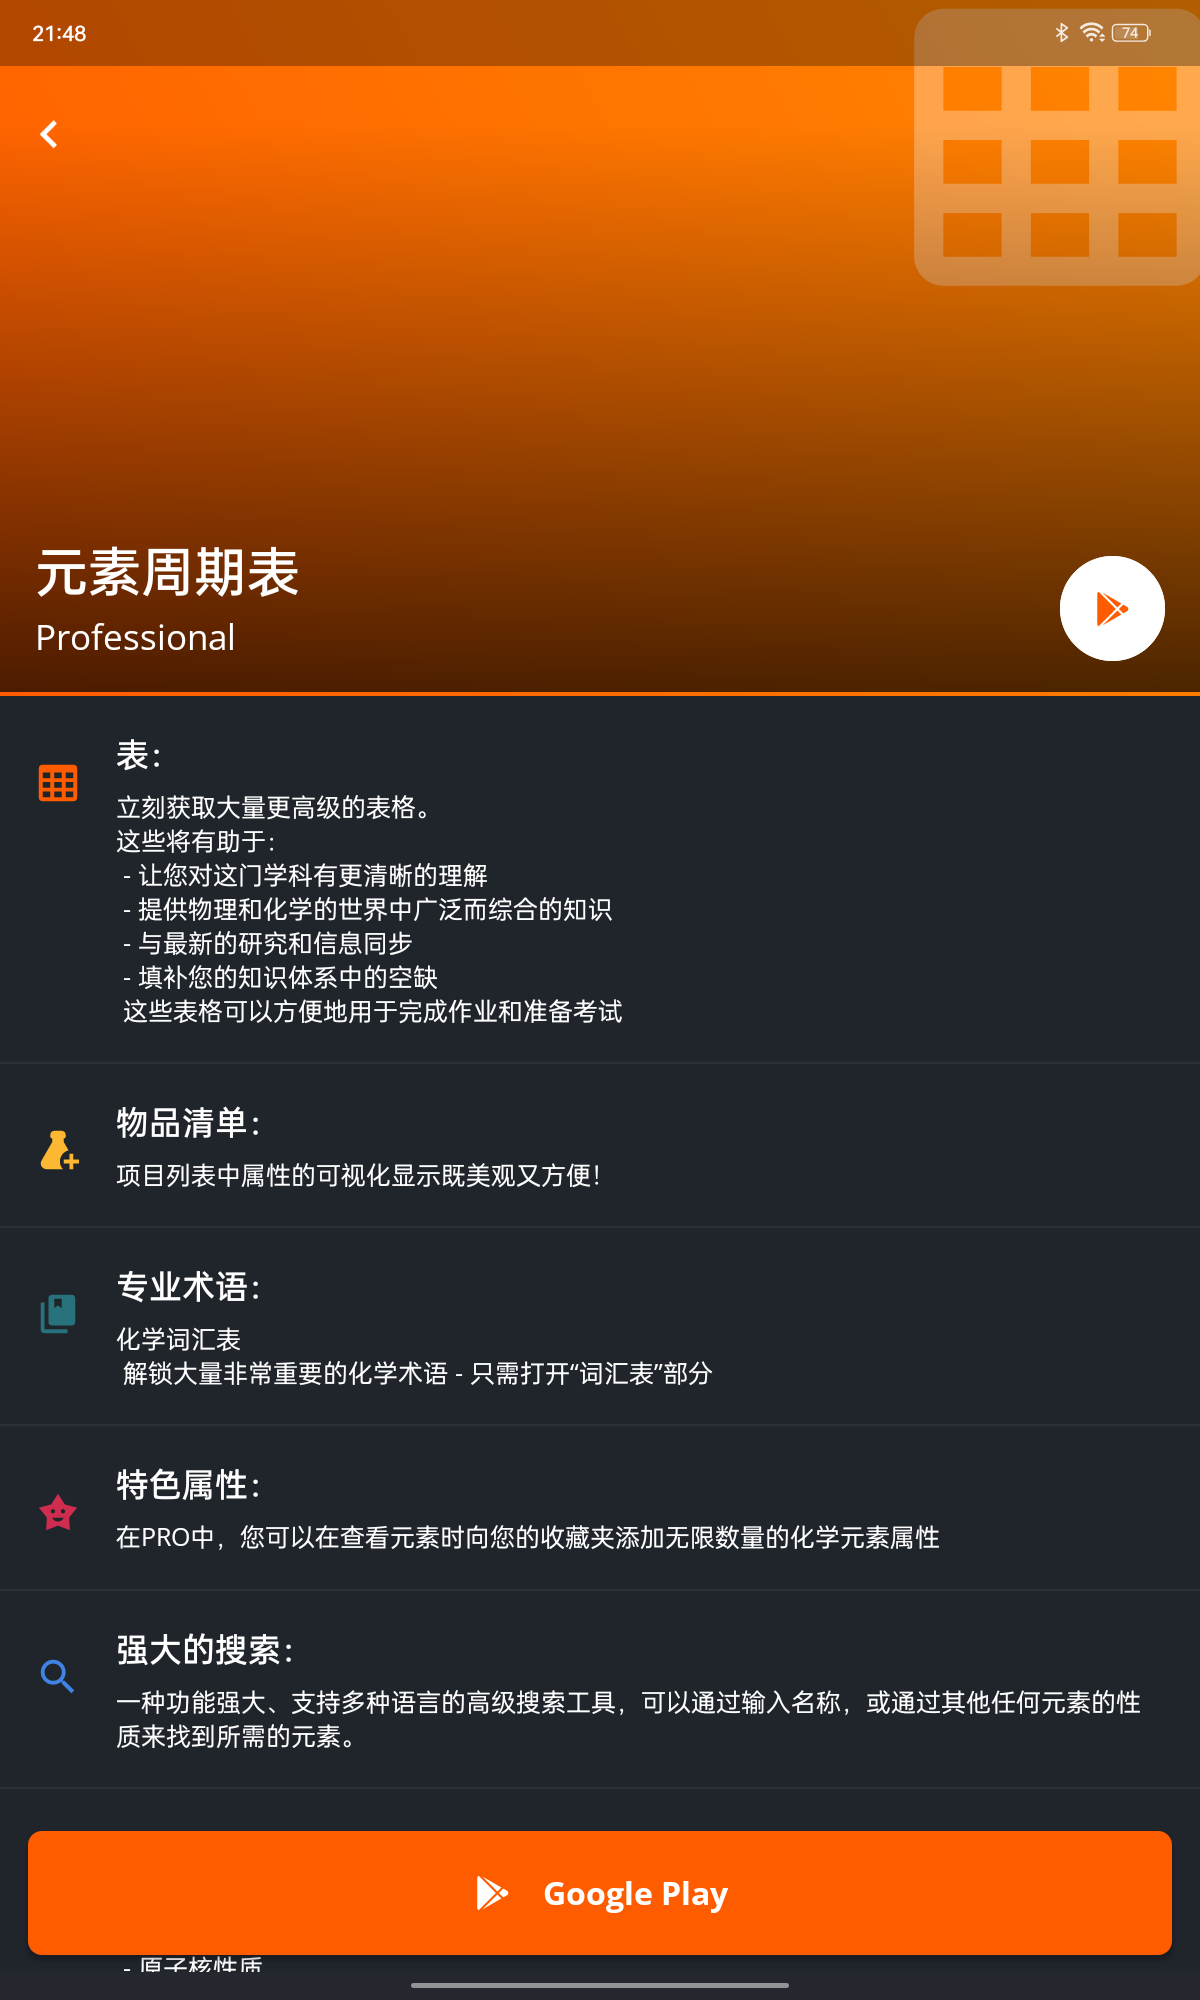 21:48
74
元素周期表
Professional
表：
立刻获取大量更高级的表格。
这些将有助于：
- 让您对这门学科有更清晰的理解
- 提供物理和化学的世界中广泛而综合的知识
- 与最新的研究和信息同步
- 填补您的知识体系中的空缺
这些表格可以方便地用于完成作业和准备考试
物品清单：
项目列表中属性的可视化显示既美观又方便！
专业术语：
化学词汇表
解锁大量非常重要的化学术语 - 只需打开“词汇表”部分
特色属性：
在PRO中，您可以在查看元素时向您的收藏夹添加无限数量的化学元素属性
强大的搜索：
一种功能强大、支持多种语言的高级搜索工具，可以通过输入名称，或通过其他任何元素的性
质来找到所需的元素。
Google Play
- 原子核性质